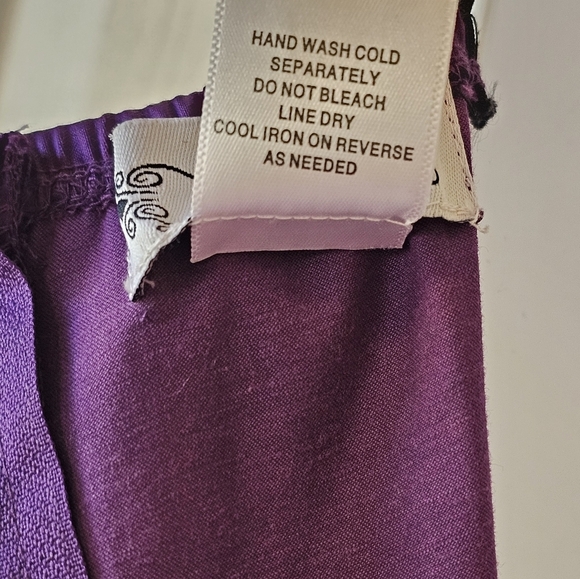 HAND WASH COLD
SEPARATELY
DO NOT BLEACH
LINE DRY
COOL IRON ON REVERSE
AS NEEDED